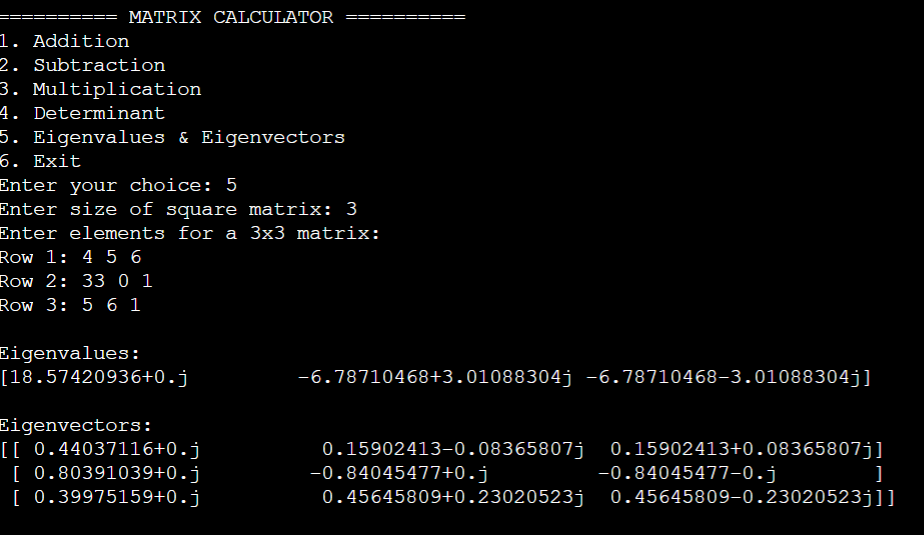 ========== MATRIX CALCULATOR ==========
1. Addition
2. Subtraction
3. Multiplication
4. Determinant
5. Eigenvalues & Eigenvectors
6. Exit
Enter your choice: 5
Enter size of square matrix: 3
Enter elements for a 3x3 matrix:
Row 1: 4 5 6
Row 2: 33 0 1
Row 3: 5 6 1
Eigenvalues:
[18.57420936+0.j         -6.78710468+3.01088304j -6.78710468-3.01088304j]
Eigenvectors:
[[ 0.44037116+0.j          0.15902413-0.08365807j  0.15902413+0.08365807j]
 [ 0.80391039+0.j         -0.84045477+0.j         -0.84045477-0.j        ]
 [ 0.39975159+0.j          0.45645809+0.23020523j  0.45645809-0.23020523j]]